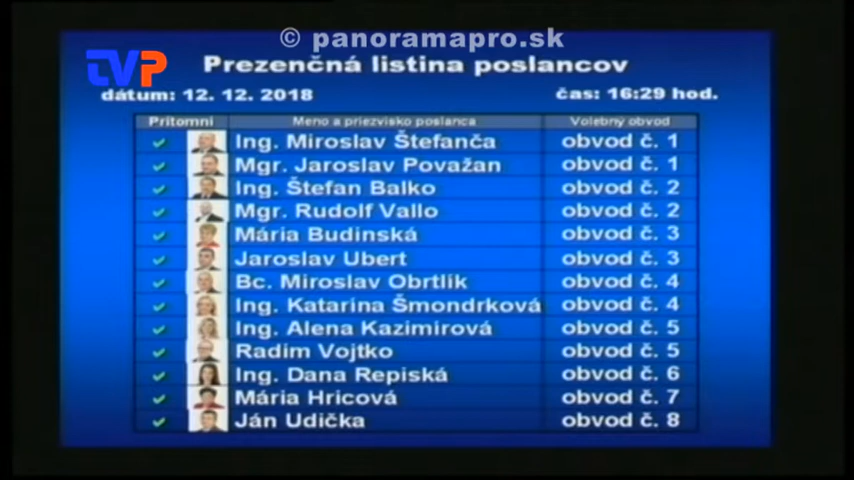 © panoramapro.sk
TVP
Prezenčná listina poslancov
dátum: 12. 12. 2018 čas: 16:29 hod.
Prítomní Meno a priezvisko poslanca Volebný obvod
Ing. Miroslav Štefanča obvod č. 1
Mgr. Jaroslav Považan obvod č. 1
Ing. Štefan Balko obvod č. 2
Mgr. Rudolf Vallo obvod č. 2
Mária Budinská obvod č. 3
Jaroslav Ubert obvod č. 3
Bc. Miroslav Obrtlík obvod č. 4
Ing. Katarína Šmondrková obvod č. 4
Ing. Alena Kazimírová obvod č. 5
Radim Vojtko obvod č. 5
Ing. Dana Repiská obvod č. 6
Mária Hricová obvod č. 7
Ján Udička obvod č. 8